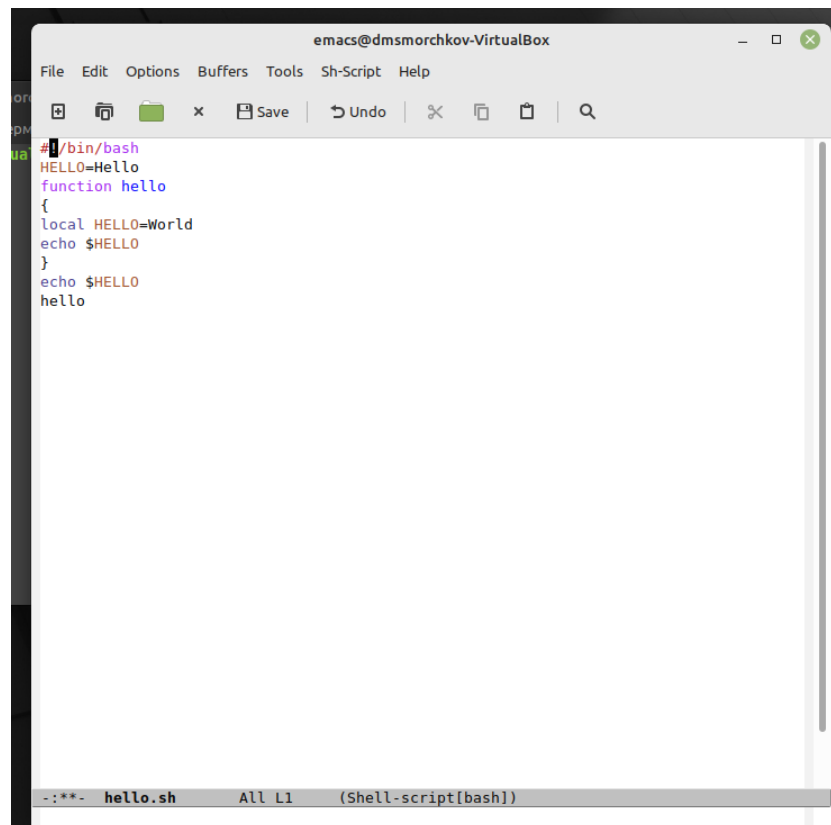 emacs@dmsmorchkov-VirtualBox
File Edit Options Buffers Tools Sh-Script Help
Save Undo
#!/bin/bash
HELLO=Hello
function hello
{
local HELLO=World
echo $HELLO
}
echo $HELLO
hello
-:**- hello.sh All L1 (Shell-script[bash])